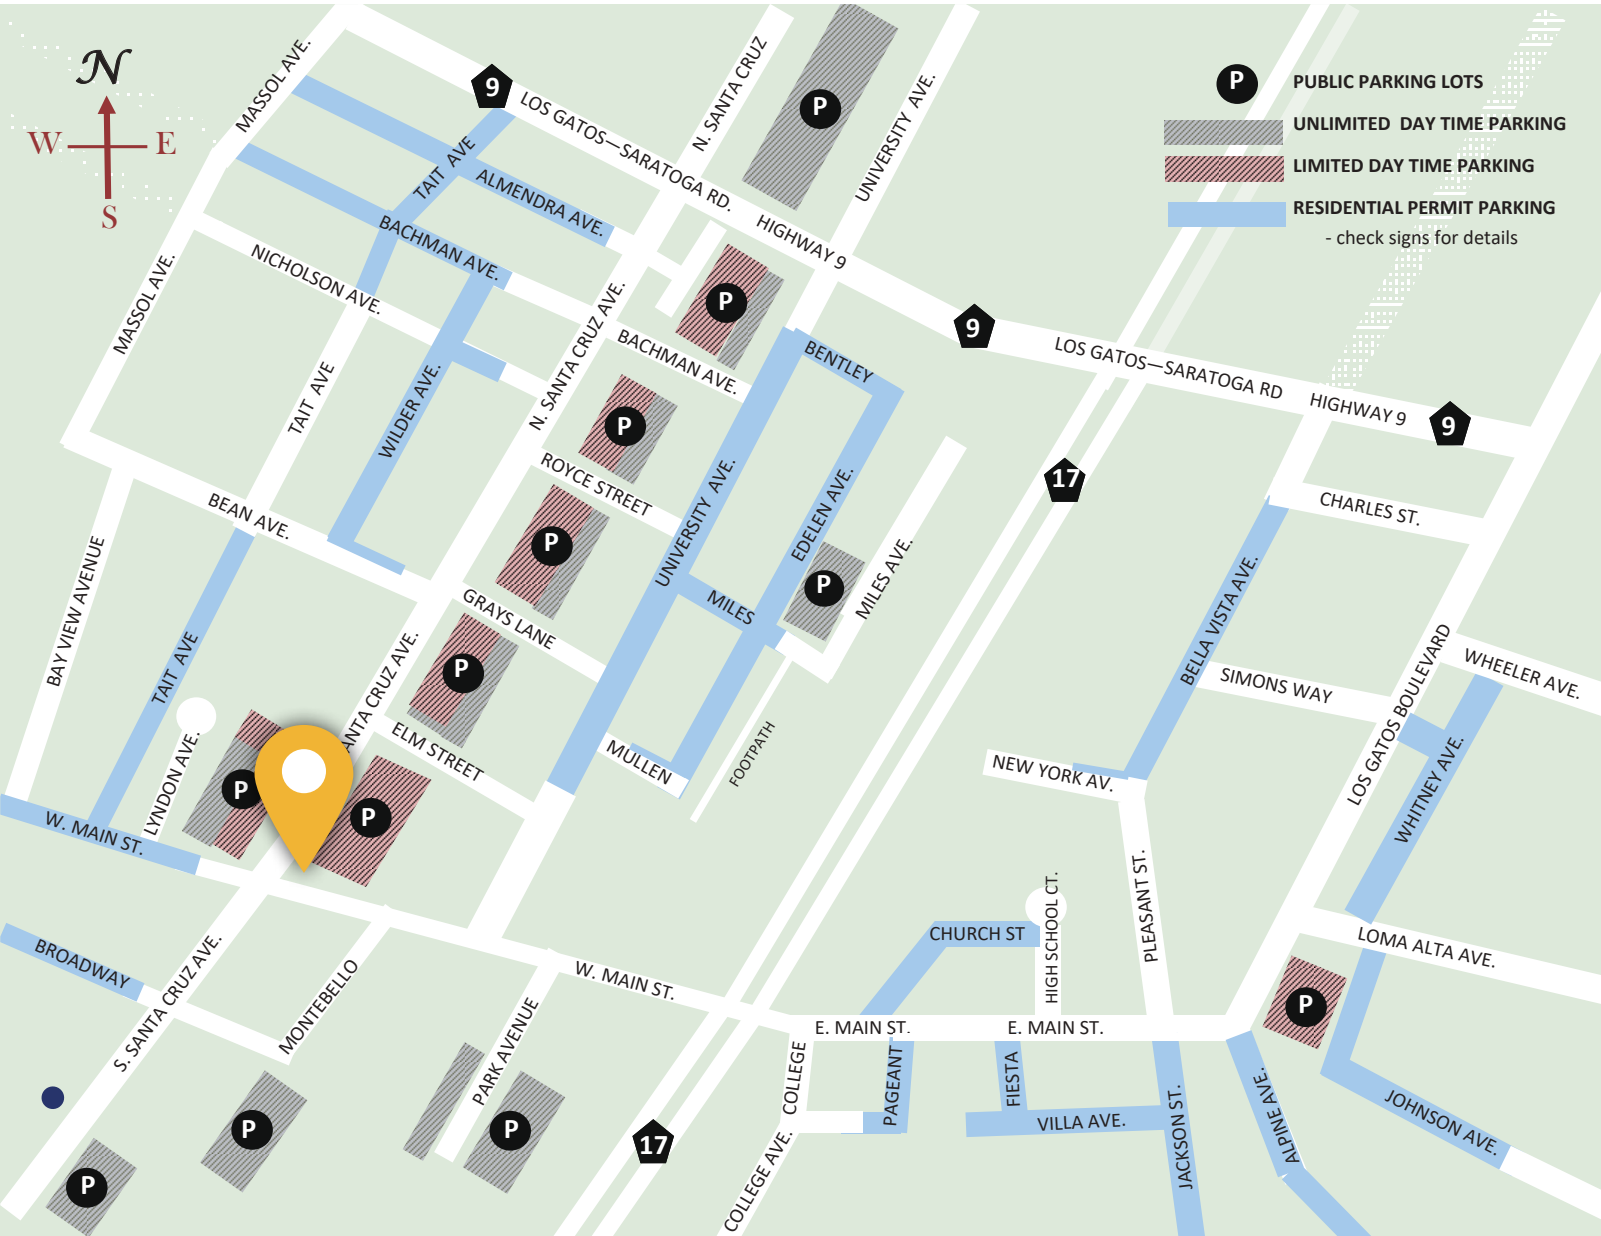 N
W
E
S
P
PUBLIC PARKING LOTS
UNLIMITED DAY TIME PARKING
LIMITED DAY TIME PARKING
RESIDENTIAL PERMIT PARKING
- check signs for details
MASSOL AVE.
9
LOS GATOS—SARATOGA RD.
HIGHWAY 9
N. SANTA CRUZ
P
UNIVERSITY AVE.
TAIT AVE
ALMENDRA AVE.
BACHMAN AVE.
NICHOLSON AVE.
MASSOL AVE.
P
N. SANTA CRUZ AVE.
BACHMAN AVE.
BENTLEY
9
LOS GATOS—SARATOGA RD
HIGHWAY 9
9
TAIT AVE
WILDER AVE.
P
ROYCE STREET
UNIVERSITY AVE.
EDELEN AVE.
17
CHARLES ST.
BEAN AVE.
P
MILES
P
MILES AVE.
BAY VIEW AVENUE
GRAYS LANE
BELLA VISTA AVE.
TAIT AVE
ANTA CRUZ AVE.
P
SIMONS WAY
LOS GATOS BOULEVARD
WHEELER AVE.
LYNDON AVE.
P
ELM STREET
MULLEN
FOOTPATH
NEW YORK AV.
WHITNEY AVE.
P
W. MAIN ST.
PLEASANT ST.
HIGH SCHOOL CT.
CHURCH ST
LOMA ALTA AVE.
BROADWAY
S. SANTA CRUZ AVE.
MONTEBELLO
W. MAIN ST.
PARK AVENUE
P
E. MAIN ST.
E. MAIN ST.
COLLEGE
PAGEANT
FIESTA
VILLA AVE.
JACKSON ST.
ALPINE AVE.
JOHNSON AVE.
P
P
17
COLLEGE AVE.
P